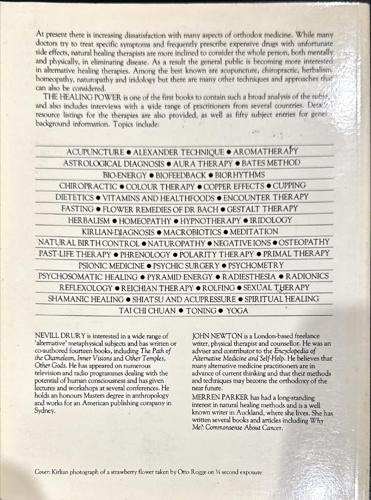 At present there is increasing dissatisfaction with many aspects of orthodox medicine. While many
doctors try to treat specific symptoms and frequently prescribe expensive drugs with unfortunate
side effects, natural healing therapists are more inclined to consider the whole person, both mentally
and physically, in eliminating disease. As a result the general public is becoming more interested
in alternative healing therapies. Among the best known are acupuncture, chiropractic, herbalism,
homeopathy, naturopathy and iridology but there are many other techniques and approaches that
can also be considered.
THE HEALING POWER is one of the first books to contain such a broad analysis of the subject,
and also includes interviews with a wide range of practitioners from several countries. Detailed
resource listings for the therapies are also provided, as well as fifty subject entries for general
background information. Topics include:
ACUPUNCTURE ● ALEXANDER TECHNIQUE ● AROMATHERAPY
ASTROLOGICAL DIAGNOSIS ● AURA THERAPY ● BATES METHOD
BIO-ENERGY ● BIOFEEDBACK ● BIORHYTHMS
CHIROPRACTIC ● COLOUR THERAPY ● COPPER EFFECTS ● CUPPING
DIETETICS ● VITAMINS AND HEALTHFOODS ● ENCOUNTER THERAPY
FASTING ● FLOWER REMEDIES OF DR BACH ● GESTALT THERAPY
HERBALISM ● HOMEOPATHY ● HYPNOTHERAPY ● IRIDOLOGY
KIRLIAN-DIAGNOSIS ● MACROBIOTICS ● MEDITATION
NATURAL BIRTH CONTROL ● NATUROPATHY ● NEGATIVE IONS ● OSTEOPATHY
PAST-LIFE THERAPY ● PHRENOLOGY ● POLARITY THERAPY ● PRIMAL THERAPY
PSIONIC MEDICINE ● PSYCHIC SURGERY ● PSYCHOMETRY
PSYCHOSOMATIC HEALING ● PYRAMID ENERGY ● RADIESTHESIA ● RADIONICS
REFLEXOLOGY ● REICHIAN THERAPY ● ROLFING ● SEXUAL THERAPY
SHAMANIC HEALING ● SHIATSU AND ACUPRESSURE ● SPIRITUAL HEALING
TAI CHI CHUAN ● TONING ● YOGA
NEVILL DRURY is interested in a wide range of
'alternative' metaphysical subjects and has written or
co-authored fourteen books, including The Path of
the Chameleon, Inner Visions and Other Temples,
Other Gods. He has appeared on numerous
television and radio programmes dealing with the
potential of human consciousness and has given
lectures and workshops at several conferences. He
holds an honours Masters degree in anthropology
and works for an American publishing company in
Sydney.
JOHN NEWTON is a London-based freelance
writer, physical therapist and counsellor. He was an
adviser and contributor to the Encyclopedia of
Alternative Medicine and Self-Help. He believes that
many alternative medicine practitioners are in
advance of current thinking and that their methods
and techniques may become the orthodoxy of the
near future.
MERREN PARKER has had a long-standing
interest in natural healing methods and is a well
known writer in Auckland, where she lives. She has
written several books and articles including Why
Me?: Commonsense About Cancer.
Cover: Kirlian photograph of a strawberry flower taken by Otto Rogge on ¼ second exposure